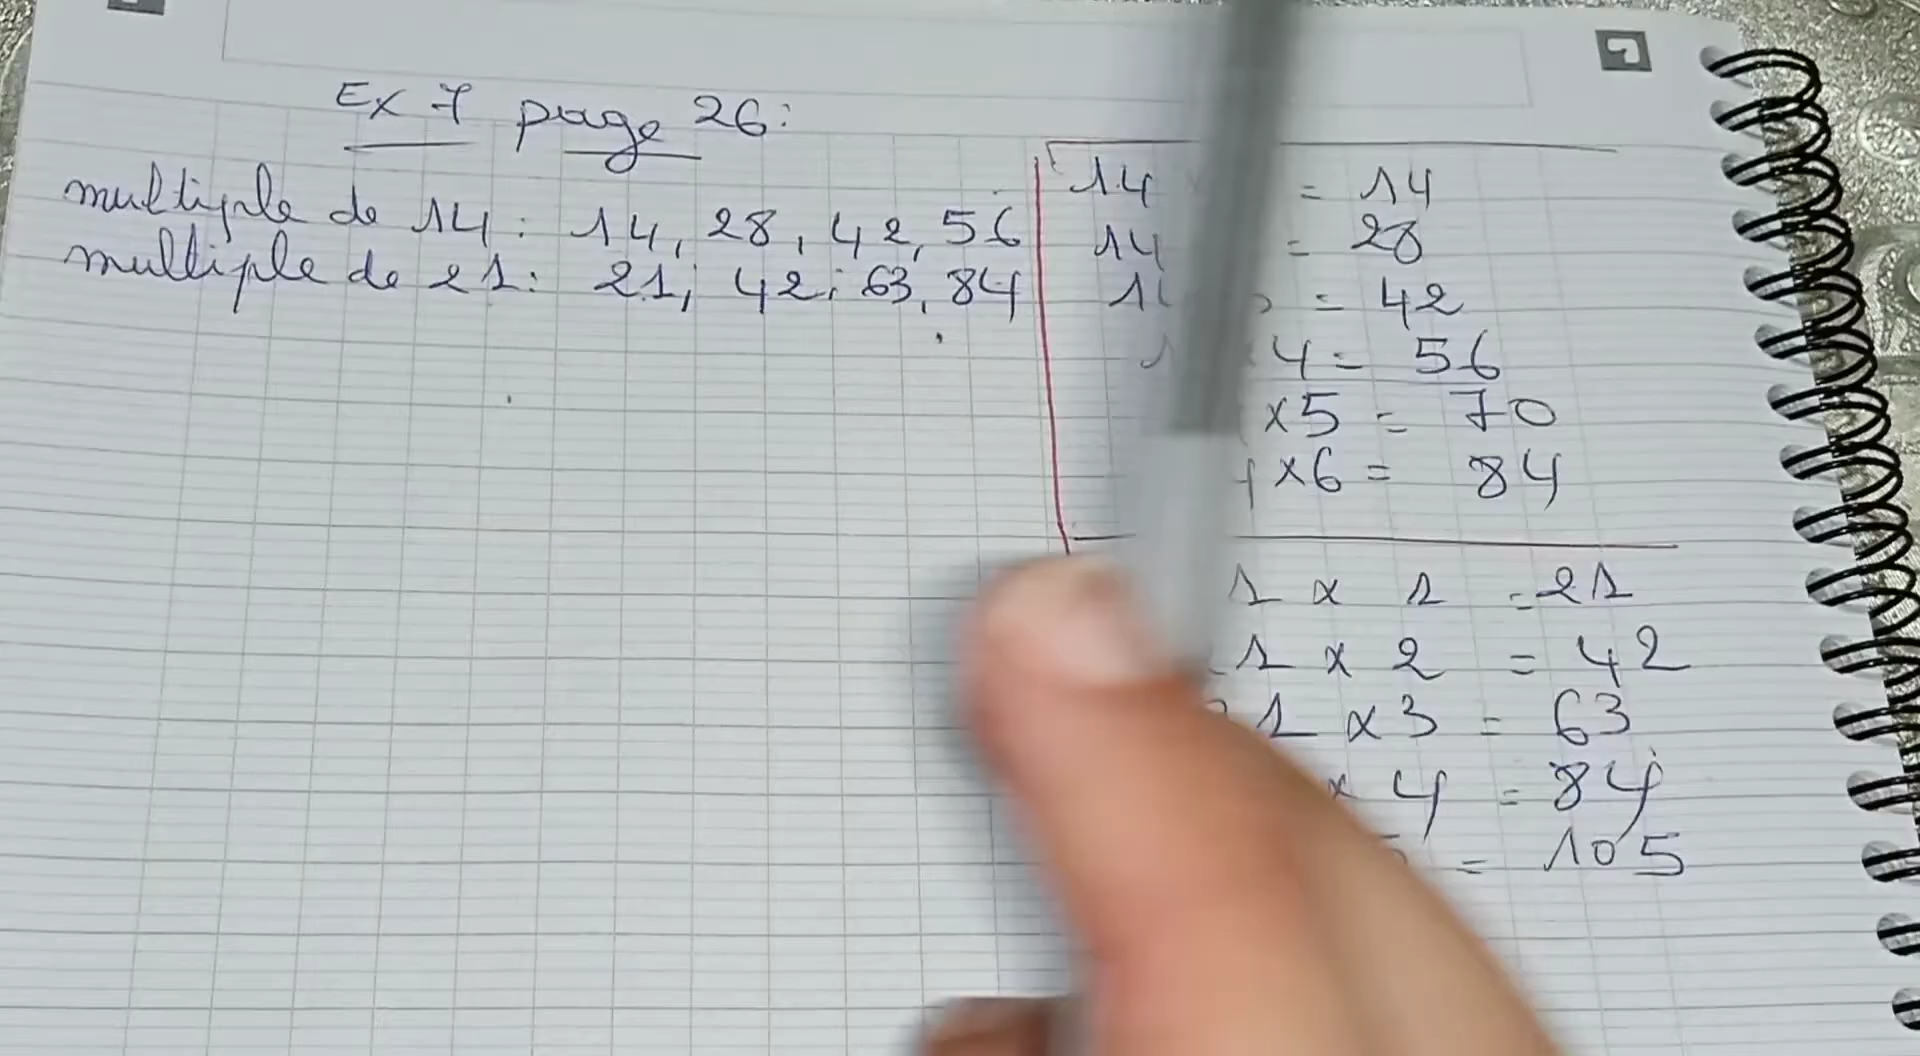 Ex 7 page 26:
multiple de 14 : 14, 28, 42, 56
multiple de 21 : 21; 42; 63, 84
14 = 14
14 = 28
= 42
4 = 56
x5 = 70
x6 = 84
1 x 1 = 21
1 x 2 = 42
1 x 3 = 63
x 4 = 84
= 105